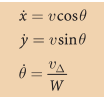 ẋ = v cos θ
ẏ = v sin θ
θ̇ = v_Δ / W